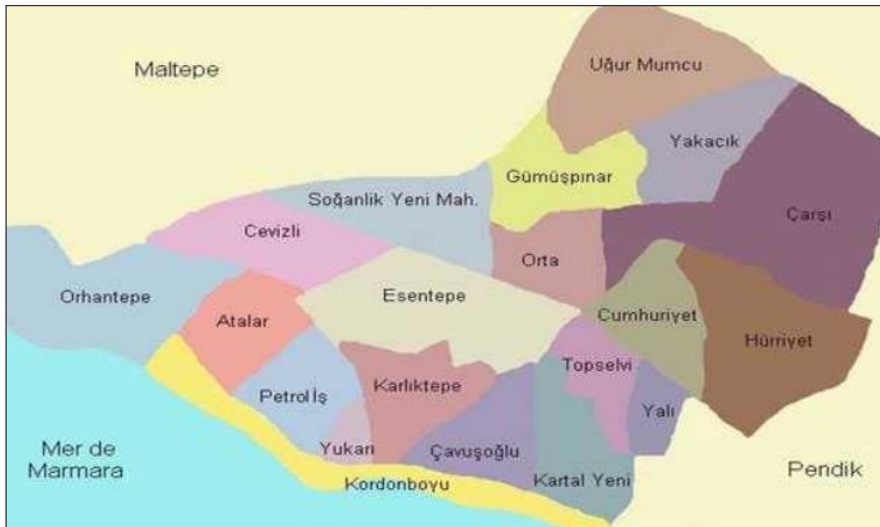 Maltepe
Uğur Mumcu
Yakacık
Gümüşpınar
Soğanlik Yeni Mah.
Çarşı
Cevizli
Orta
Orhantepe
Esentepe
Atalar
Cumhuriyet
Hürriyet
Topselvi
Petrol İş
Karlıktepe
Yalı
Mer de
Marmara
Yukarı
Çavuşoğlu
Kordonboyu
Kartal Yeni
Pendik